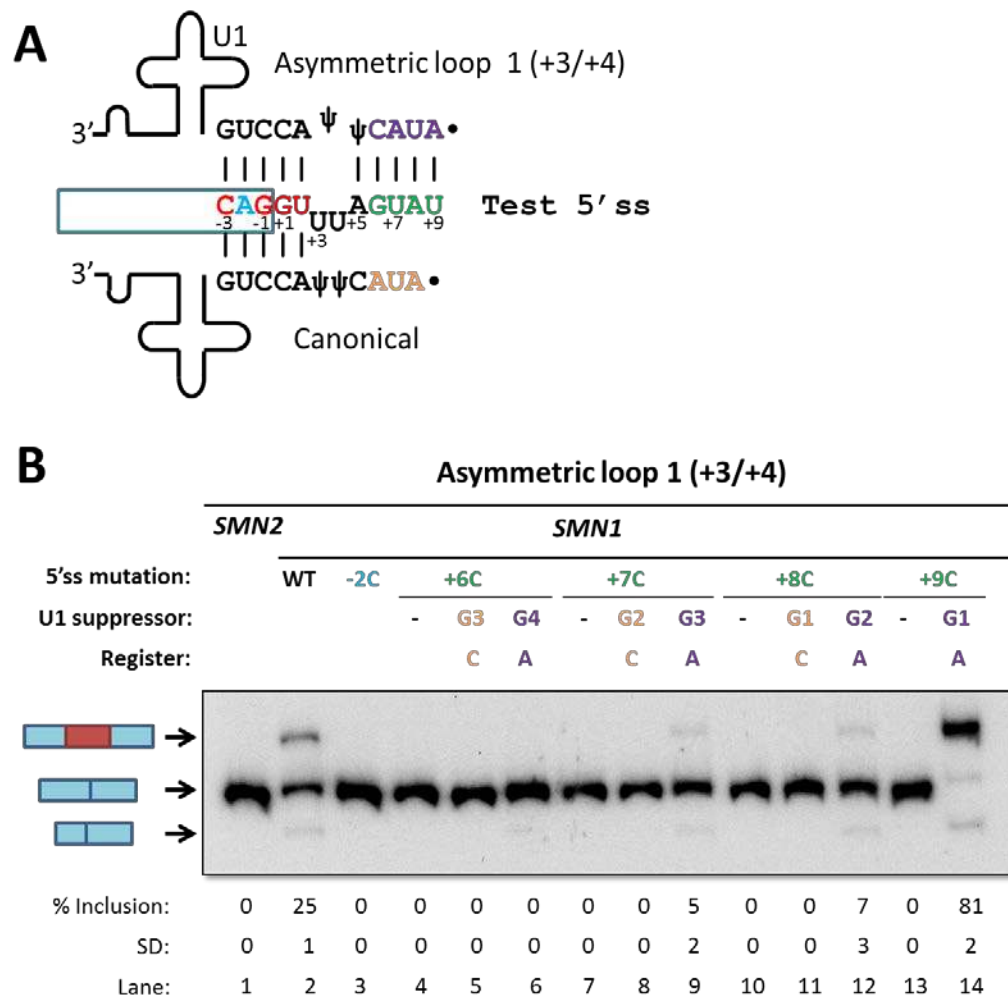 A
U1
Asymmetric loop 1 (+3/+4)
3’ GUCCA ψ ψCAUA•
CAGGU UU AGUAU Test 5’ss
-3 -1 +1 +3 +5 +7 +9
3’ GUCCAψψCAUA•
Canonical
B
Asymmetric loop 1 (+3/+4)
SMN2 SMN1
5’ss mutation: WT -2C +6C +7C +8C +9C
U1 suppressor: - G3 G4 - G2 G3 - G1 G2 - G1
Register: C A C A C A A
% Inclusion: 0 25 0 0 0 0 0 0 5 0 0 7 0 81
SD: 0 1 0 0 0 0 0 0 2 0 0 3 0 2
Lane: 1 2 3 4 5 6 7 8 9 10 11 12 13 14